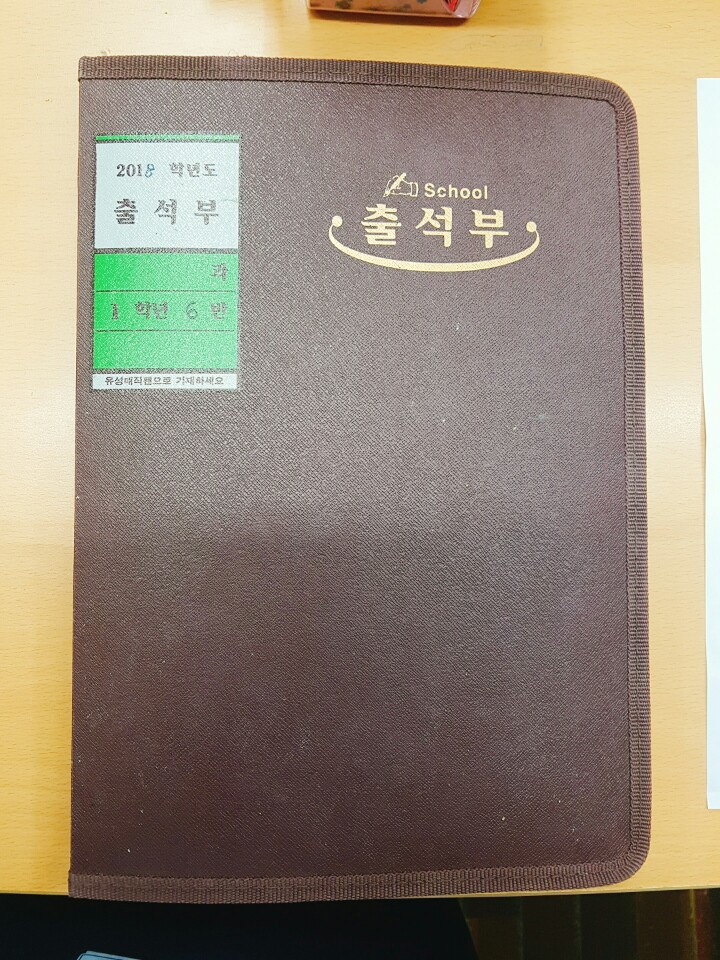 2018 학년도
출석부
과
1 학년 6 반
유성매직펜으로 기재하세요
School
출석부